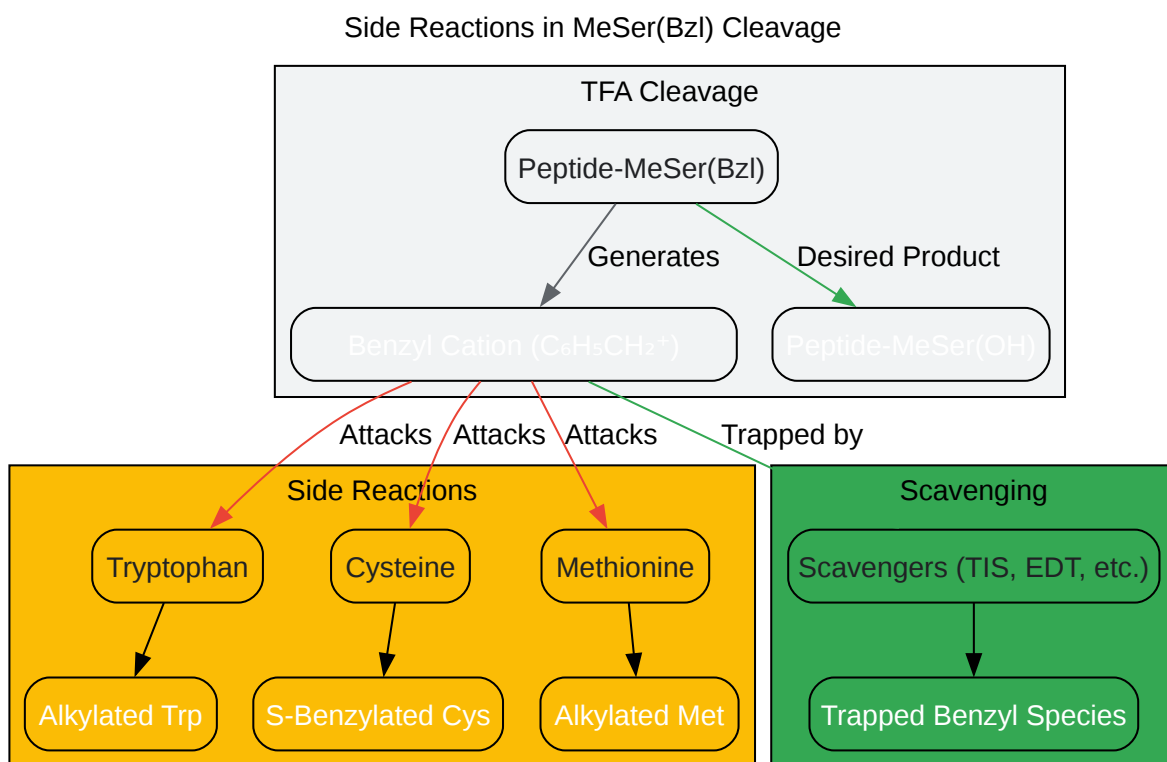 Side Reactions in MeSer(Bzl) Cleavage
TFA Cleavage
Peptide-MeSer(Bzl)
Generates
Desired Product
Benzyl Cation (C₆H₅CH₂⁺)
Peptide-MeSer(OH)
Attacks
Attacks
Attacks
Trapped by
Side Reactions
Scavenging
Tryptophan
Cysteine
Methionine
Scavengers (TIS, EDT, etc.)
Alkylated Trp
S-Benzylated Cys
Alkylated Met
Trapped Benzyl Species